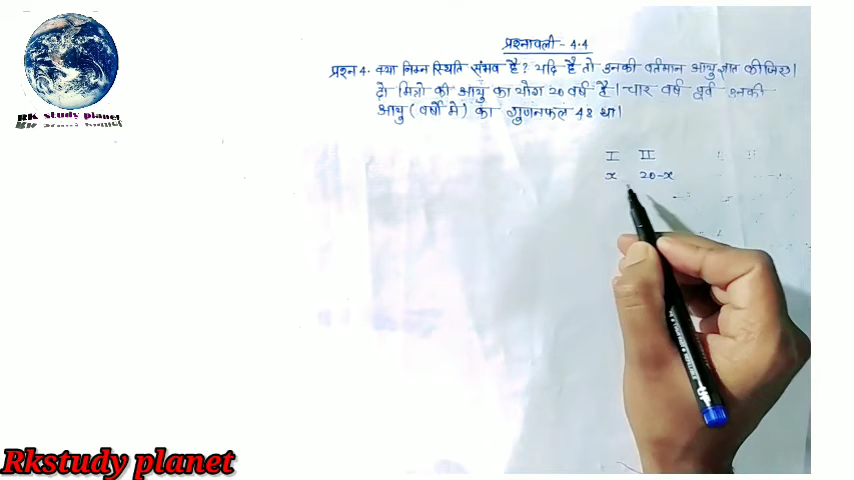 प्रश्नावली - 4.4
प्रश्न 4. क्या निम्न स्थिति संभव है? यदि है तो उनकी वर्तमान आयु ज्ञात कीजिए।
दो मित्रो की आयु का योग 20 वर्ष है। चार वर्ष पूर्व उनकी
आयु (वर्षो मे) का गुणनफल 48 था।
I II
x 20-x
RK study planet
Rkstudy planet